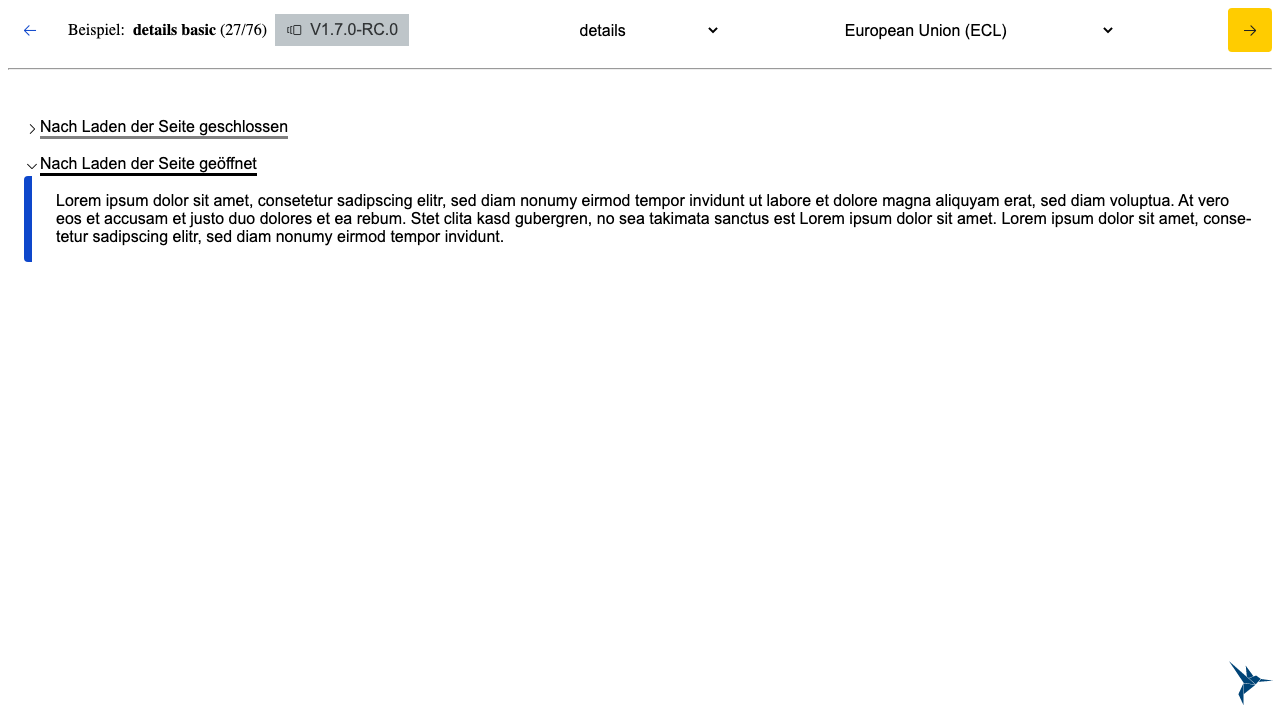 Beispiel: details basic (27/76) V1.7.0-RC.0 details European Union (ECL)
Nach Laden der Seite geschlossen
Nach Laden der Seite geöffnet
Lorem ipsum dolor sit amet, consetetur sadipscing elitr, sed diam nonumy eirmod tempor invidunt ut labore et dolore magna aliquyam erat, sed diam voluptua. At vero
eos et accusam et justo duo dolores et ea rebum. Stet clita kasd gubergren, no sea takimata sanctus est Lorem ipsum dolor sit amet. Lorem ipsum dolor sit amet, conse-
tetur sadipscing elitr, sed diam nonumy eirmod tempor invidunt.